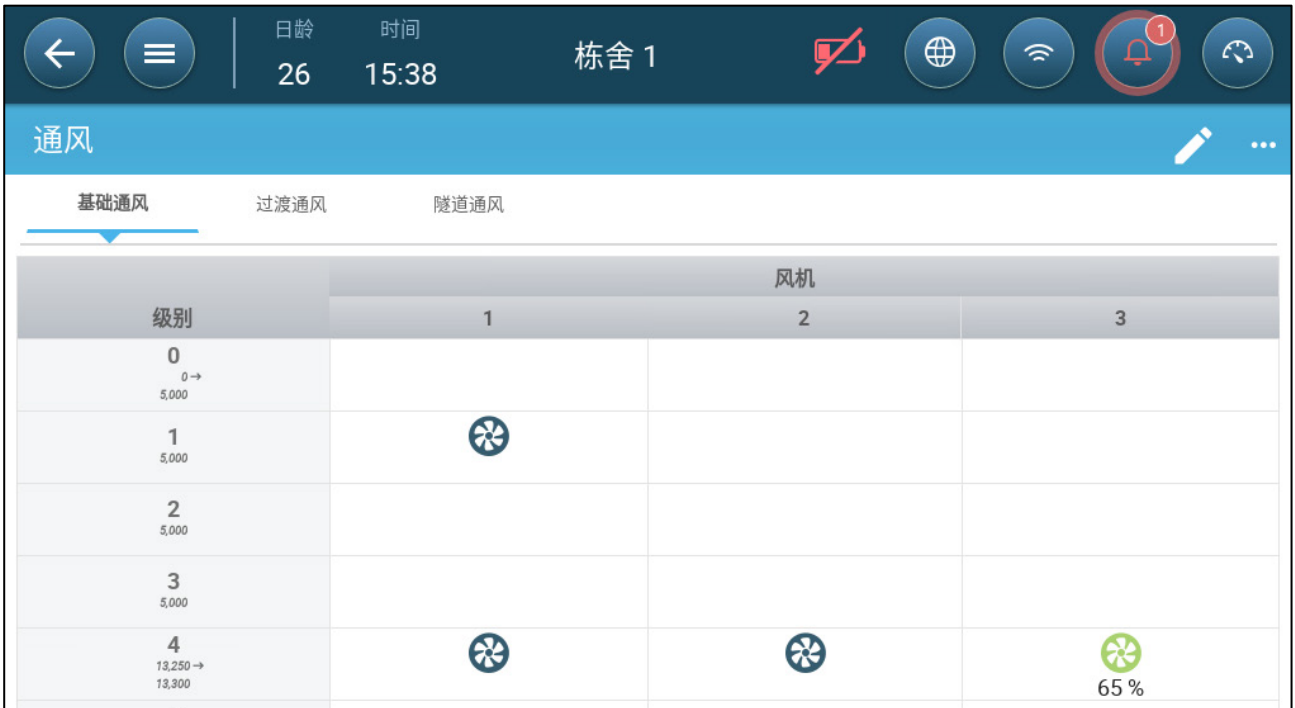 日龄 时间
26 15:38 栋舍 1
1
通风
基础通风 过渡通风 隧道通风
风机
级别 1 2 3
0
0→
5,000
1
5,000
2
5,000
3
5,000
4
13,250→
13,300
65 %